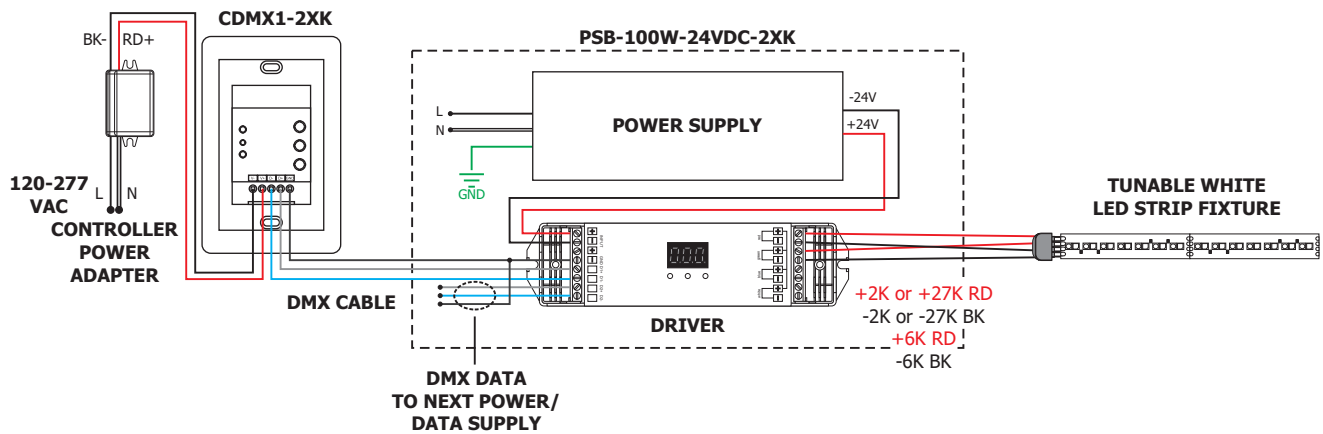 CDMX1-2XK
BK-
RD+
PSB-100W-24VDC-2XK
L
N
POWER SUPPLY
-24V
+24V
GND
120-277
VAC
L
N
CONTROLLER
POWER
ADAPTER
TUNABLE WHITE
LED STRIP FIXTURE
DMX CABLE
DRIVER
+2K or +27K RD
-2K or -27K BK
+6K RD
-6K BK
DMX DATA
TO NEXT POWER/
DATA SUPPLY